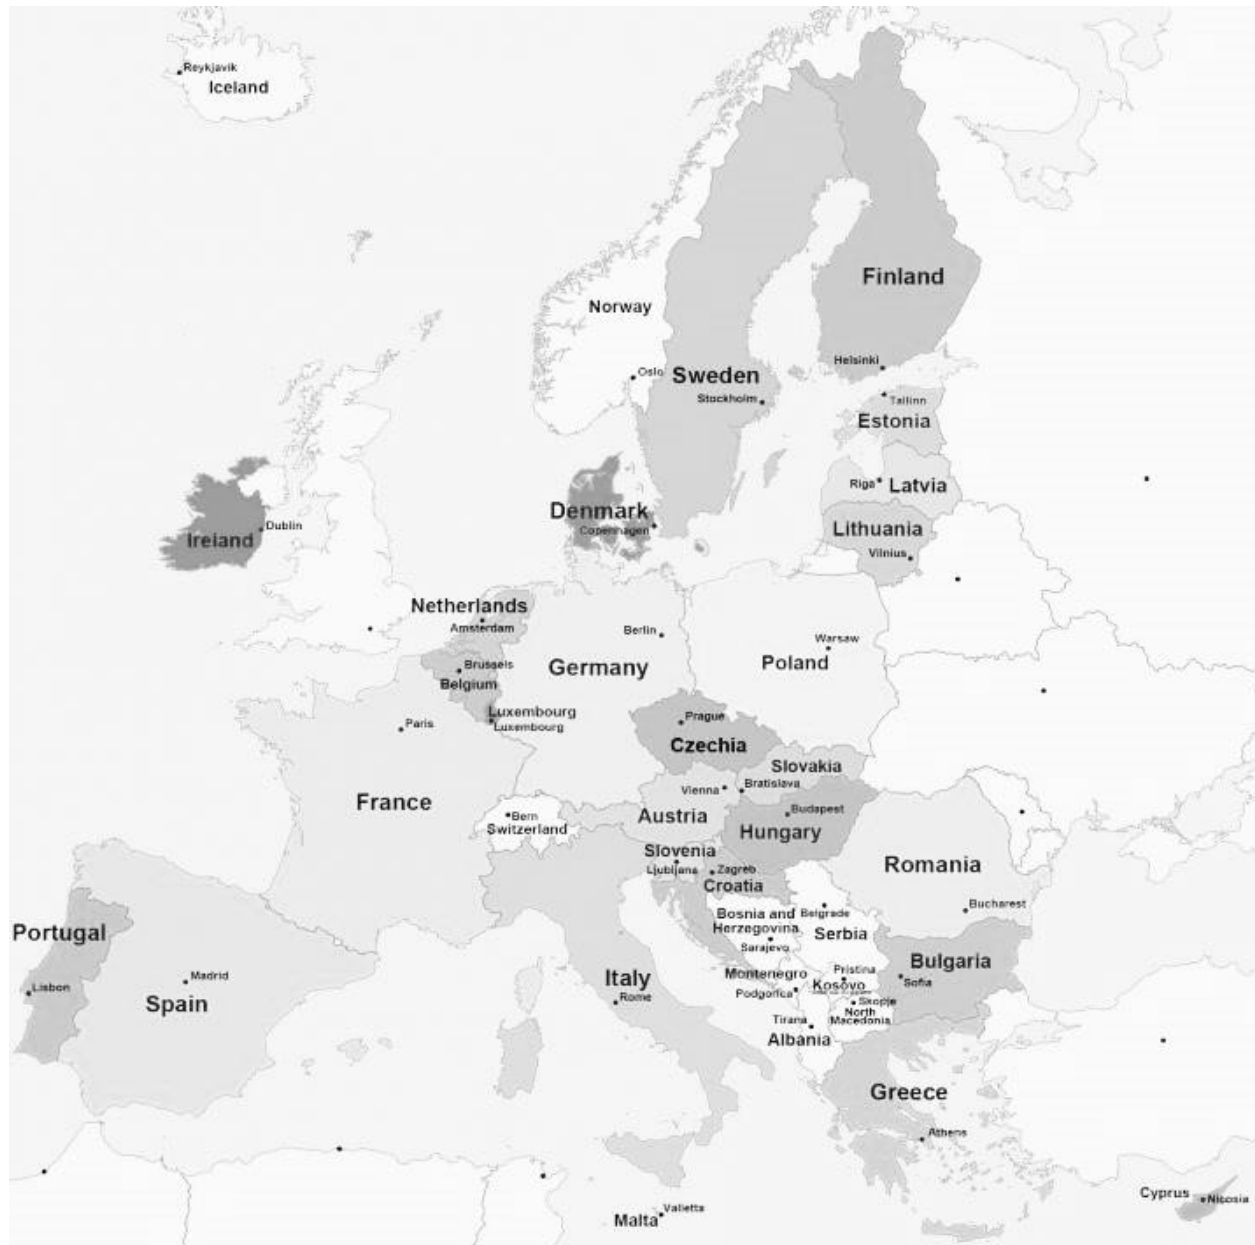 Reykjavik
Iceland
Finland
Norway
Helsinki
Oslo
Sweden
Stockholm
Tallinn
Estonia
Riga
Latvia
Denmark
Copenhagen
Dublin
Ireland
Lithuania
Vilnius
Netherlands
Amsterdam
Berlin
Warsaw
Poland
Brussels
Belgium
Germany
Luxembourg
Luxembourg
Paris
Prague
Czechia
Slovakia
Bratislava
Vienna
France
Austria
Budapest
Hungary
Bern
Switzerland
Slovenia
Ljubljana
Zagreb
Croatia
Romania
Bucharest
Bosnia and
Herzegovina
Sarajevo
Belgrade
Serbia
Portugal
Lisbon
Madrid
Spain
Italy
Rome
Montenegro
Podgorica
Pristina
Kosovo
Bulgaria
Sofia
Skopje
North
Macedonia
Tirana
Albania
Greece
Athens
Cyprus
Nicosia
Valletta
Malta